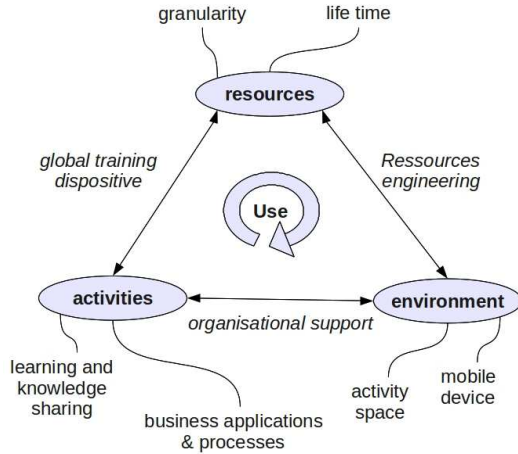 granularity
life time
resources
global training
dispositive
Ressources
engineering
Use
activities
environment
organisational support
learning and
knowledge
sharing
business applications
& processes
activity
space
mobile
device